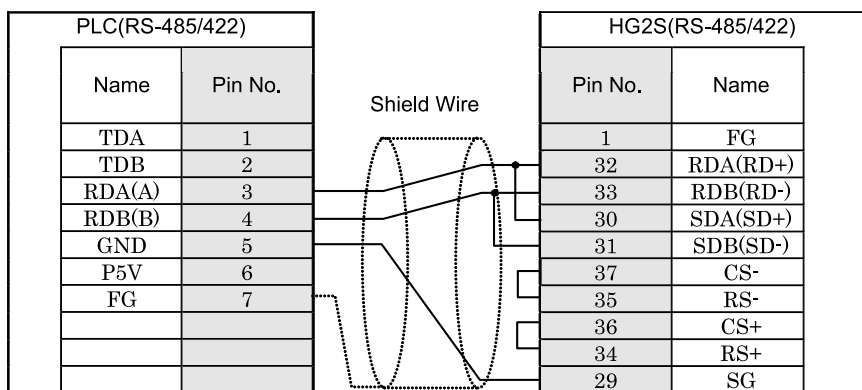 PLC(RS-485/422)
Name Pin No.
TDA 1
TDB 2
RDA(A) 3
RDB(B) 4
GND 5
P5V 6
FG 7
Shield Wire
HG2S(RS-485/422)
Pin No. Name
1 FG
32 RDA(RD+)
33 RDB(RD-)
30 SDA(SD+)
31 SDB(SD-)
37 CS-
35 RS-
36 CS+
34 RS+
29 SG